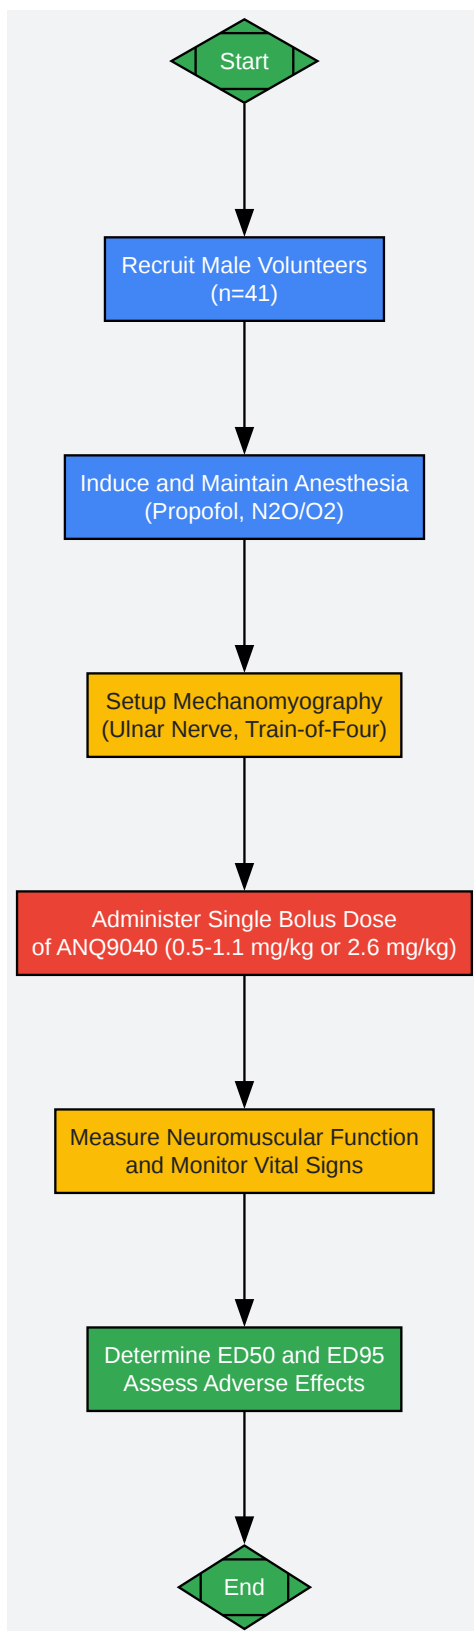 Start
Recruit Male Volunteers
(n=41)
Induce and Maintain Anesthesia
(Propofol, N2O/O2)
Setup Mechanomyography
(Ulnar Nerve, Train-of-Four)
Administer Single Bolus Dose
of ANQ9040 (0.5-1.1 mg/kg or 2.6 mg/kg)
Measure Neuromuscular Function
and Monitor Vital Signs
Determine ED50 and ED95
Assess Adverse Effects
End